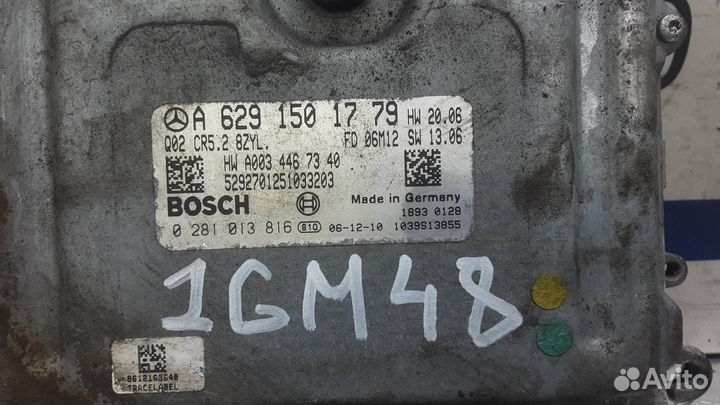 A 629 150 17 79 HW 20.06
Q02 CR5.2 8ZYL. FD 06M12 SW 13.06
HW A003 446 73 40
5292701251033203
BOSCH
Made in Germany
1893 0128
0 281 013 816 810 06-12-10 1039S13855
1GM48
8612163640
TRACELABEL
Avito